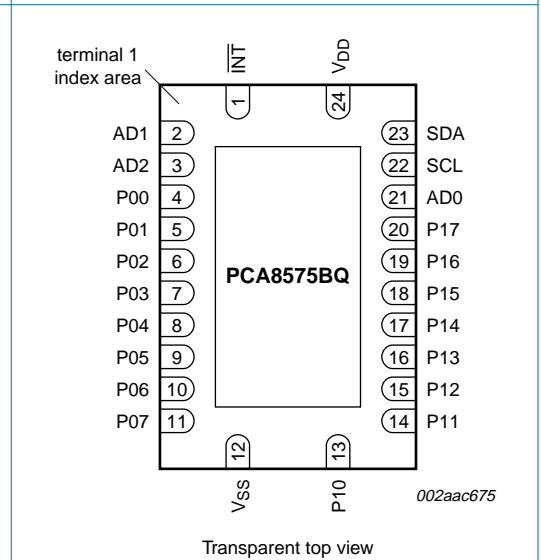 terminal 1
index area
INT
VDD
1
24
AD1 2
23 SDA
AD2 3
22 SCL
P00 4
21 AD0
P01 5
20 P17
P02 6
19 P16
PCA8575BQ
P03 7
18 P15
P04 8
17 P14
P05 9
16 P13
P06 10
15 P12
P07 11
14 P11
12
13
VSS
P10
002aac675
Transparent top view